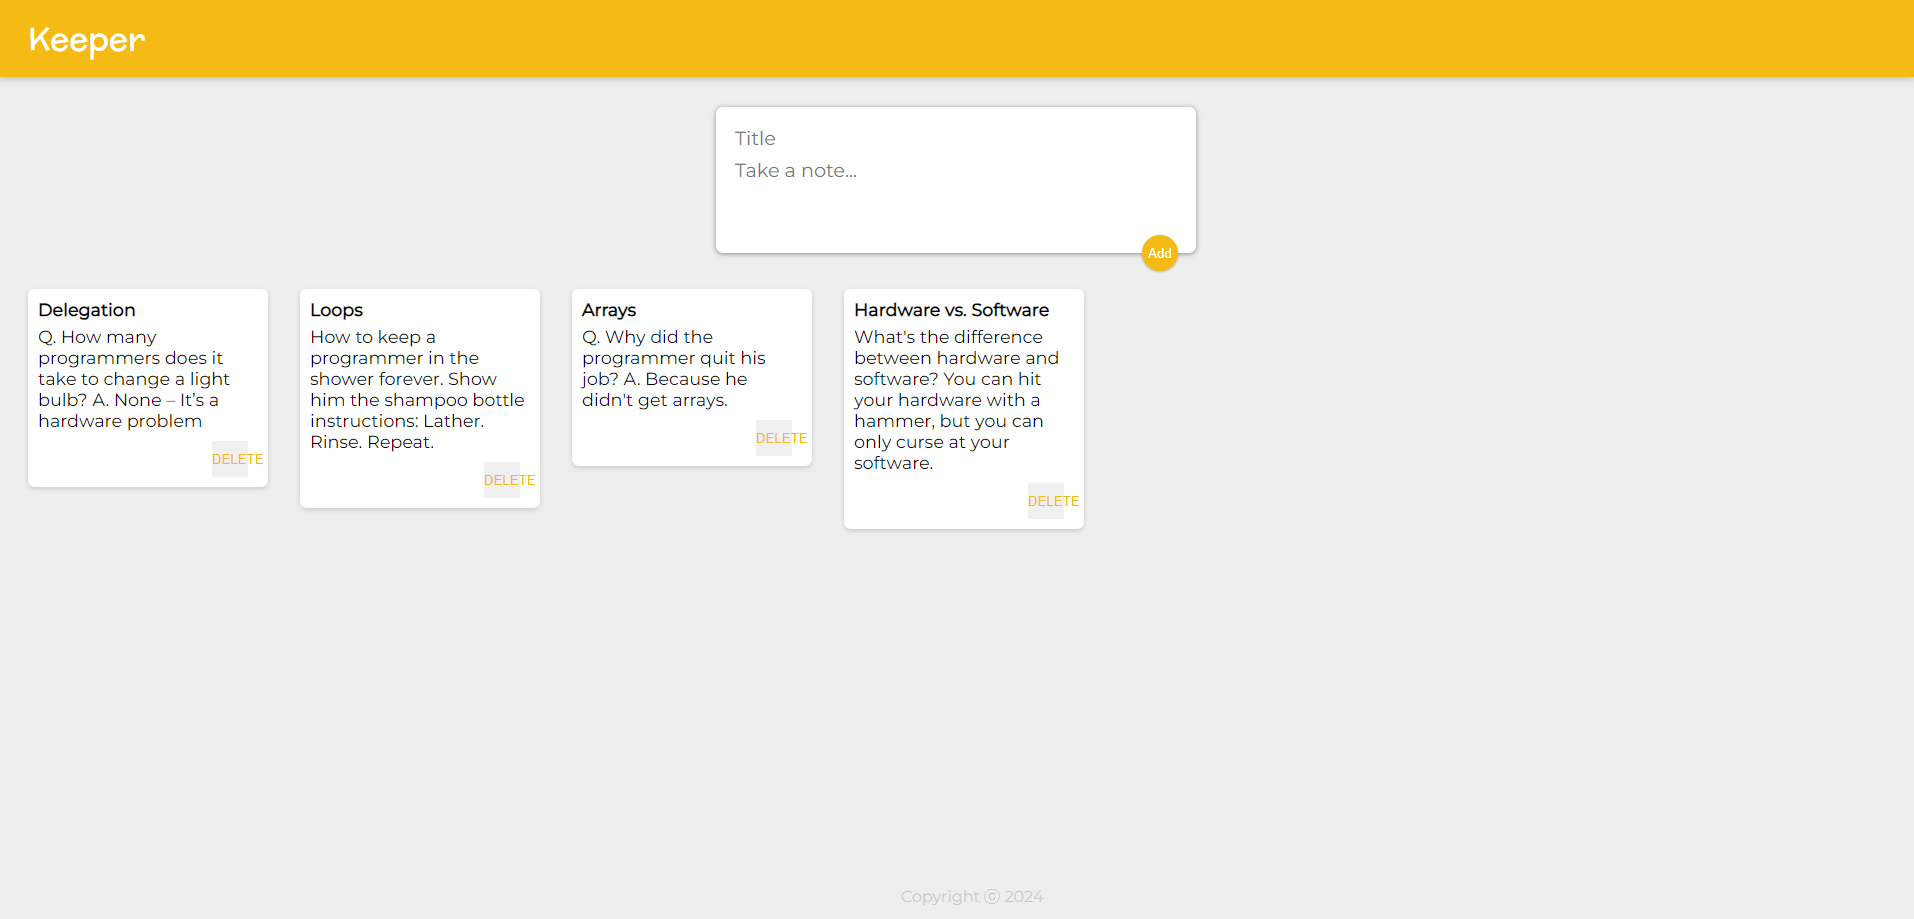 Keeper
Title
Take a note...
Add
Delegation
Q. How many
programmers does it
take to change a light
bulb? A. None – It’s a
hardware problem
DELETE
Loops
How to keep a
programmer in the
shower forever. Show
him the shampoo bottle
instructions: Lather.
Rinse. Repeat.
DELETE
Arrays
Q. Why did the
programmer quit his
job? A. Because he
didn't get arrays.
DELETE
Hardware vs. Software
What's the difference
between hardware and
software? You can hit
your hardware with a
hammer, but you can
only curse at your
software.
DELETE
Copyright ⓒ 2024